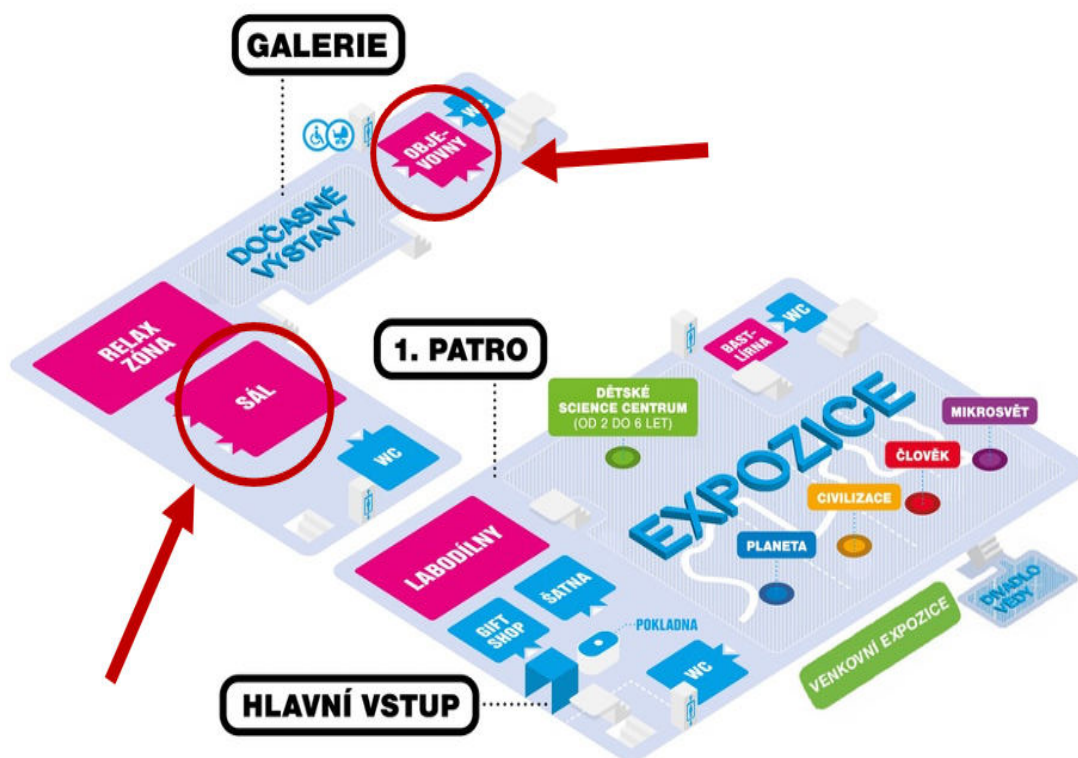 GALERIE
WC
OBJE-
VOVNY
DOČASNÉ
VÝSTAVY
RELAX
ZÓNA
SÁL
WC
1. PATRO
WC
BAST-
LÍRNA
DĚTSKÉ
SCIENCE CENTRUM
(OD 2 DO 6 LET)
EXPOZICE
MIKROSVĚT
ČLOVĚK
CIVILIZACE
PLANETA
LABODÍLNY
ŠATNA
GIFT
SHOP
POKLADNA
WC
DIVADLO
VĚDY
VENKOVNÍ EXPOZICE
HLAVNÍ VSTUP